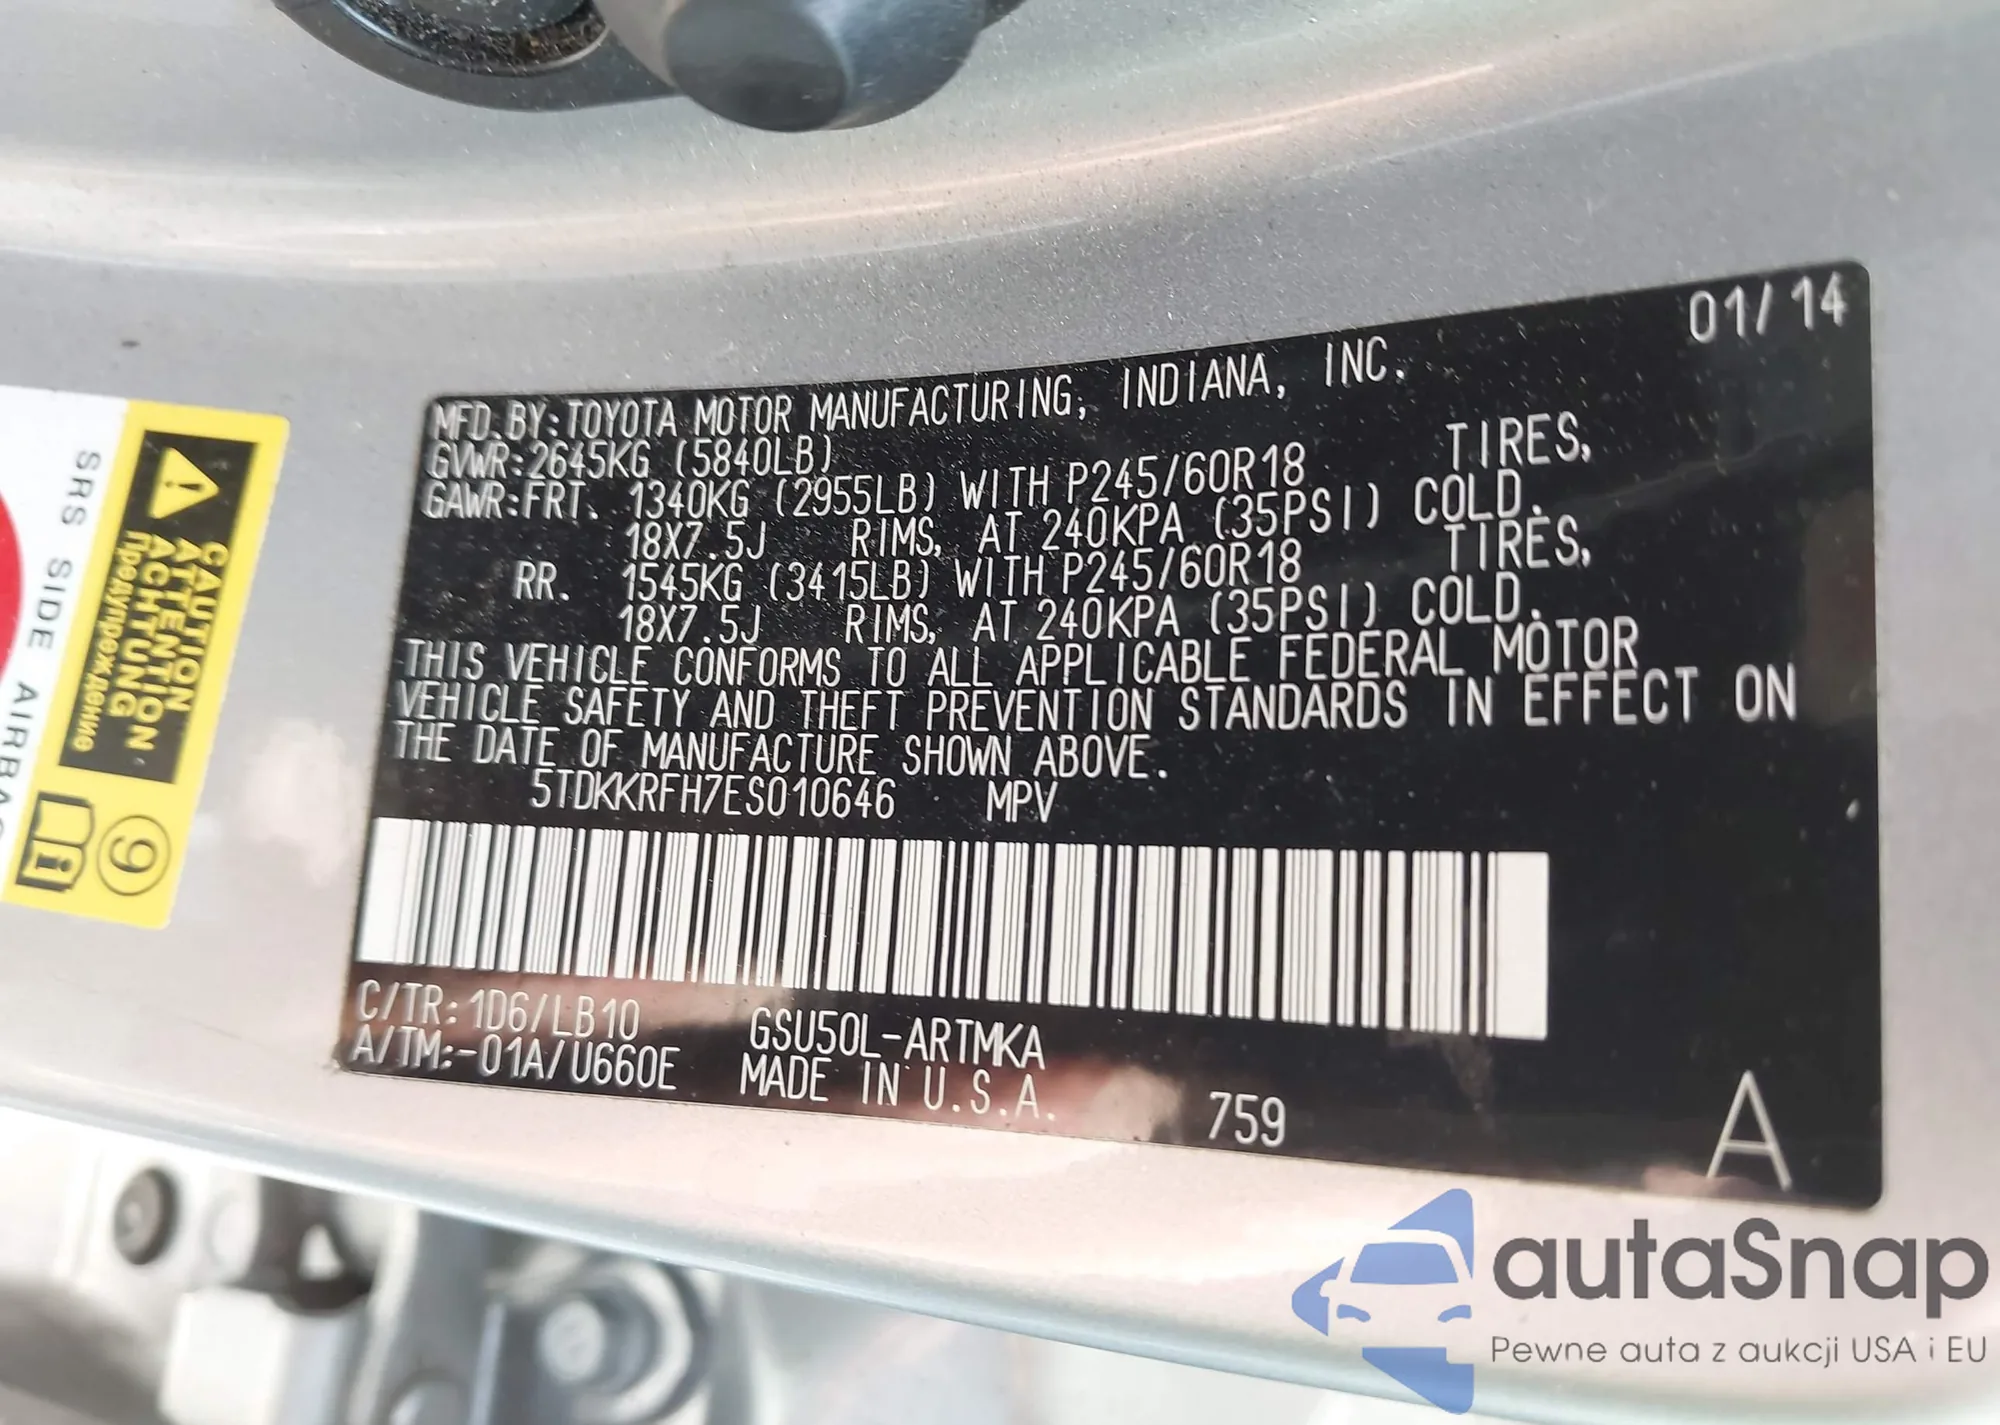 01/14
MFD. BY: TOYOTA MOTOR MANUFACTURING, INDIANA, INC.
GVWR: 2645KG (5840LB)
GAWR: FRT. 1340KG (2955LB) WITH P245/60R18 TIRES,
18X7.5J RIMS, AT 240KPA (35PSI) COLD.
RR. 1545KG (3415LB) WITH P245/60R18 TIRES,
18X7.5J RIMS, AT 240KPA (35PSI) COLD.
THIS VEHICLE CONFORMS TO ALL APPLICABLE FEDERAL MOTOR
VEHICLE SAFETY AND THEFT PREVENTION STANDARDS IN EFFECT ON
THE DATE OF MANUFACTURE SHOWN ABOVE.
5TDKKRFH7ES010646 MPV
C/TR: 1D6/LB10 GSU50L-ARTMKA
A/TM:-01A/U660E MADE IN U.S.A.
759
A
SRS SIDE AIRBAG
CAUTION
ATTENTION
ACHTUNG
Предупреждение
9
autaSnap
Pewne auta z aukcji USA i EU